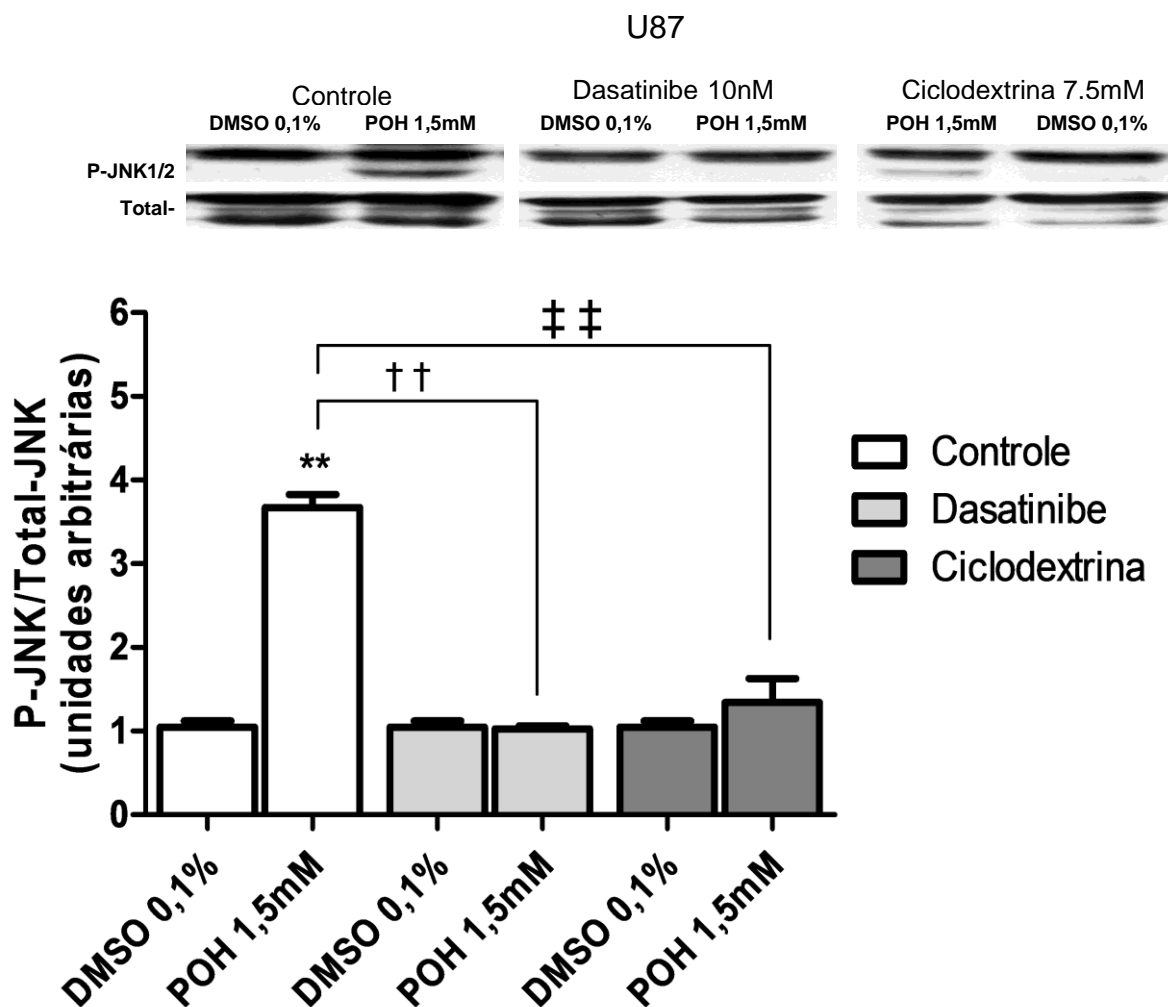 U87
Controle
Dasatinibe 10nM
Ciclodextrina 7.5mM
DMSO 0,1% POH 1,5mM
DMSO 0,1% POH 1,5mM
POH 1,5mM DMSO 0,1%
P-JNK1/2
Total-
P-JNK/Total-JNK
(unidades arbitrárias)
6
5
4
3
2
1
0
‡ ‡
† †
**
Controle
Dasatinibe
Ciclodextrina
DMSO 0,1%
POH 1,5mM
DMSO 0,1%
POH 1,5mM
DMSO 0,1%
POH 1,5mM